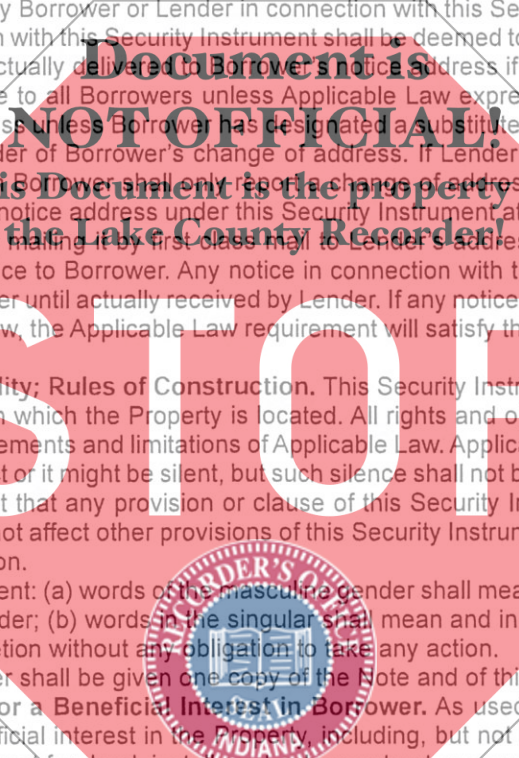 y Borrower or Lender in connection with this Se
n with this Security Instrument shall be deemed to
Document is
ctually delivered to Borrower's notice address if
e to all Borrowers unless Applicable Law expre
NOT OFFICIAL!
ss unless Borrower has designated a substitute
der of Borrower's change of address. If Lender
is Document is the property
Borrower shall only report a change of addres
notice address under this Security Instrument at
the Lake County Recorder!
mailing it by first class mail to Lender's addres
ce to Borrower. Any notice in connection with t
er until actually received by Lender. If any notice
w, the Applicable Law requirement will satisfy th
STOP
lity; Rules of Construction. This Security Instr
n which the Property is located. All rights and o
ements and limitations of Applicable Law. Applic
t or it might be silent, but such silence shall not b
t that any provision or clause of this Security In
not affect other provisions of this Security Instrum
on.
ent: (a) words of the masculine gender shall mea
der; (b) words in the singular shall mean and in
etion without any obligation to take any action.
er shall be given one copy of the Note and of thi
or a Beneficial Interest in Borrower. As used
ficial interest in the Property, including, but not
RECORDER'S OFFIC
SEAL
INDIANA